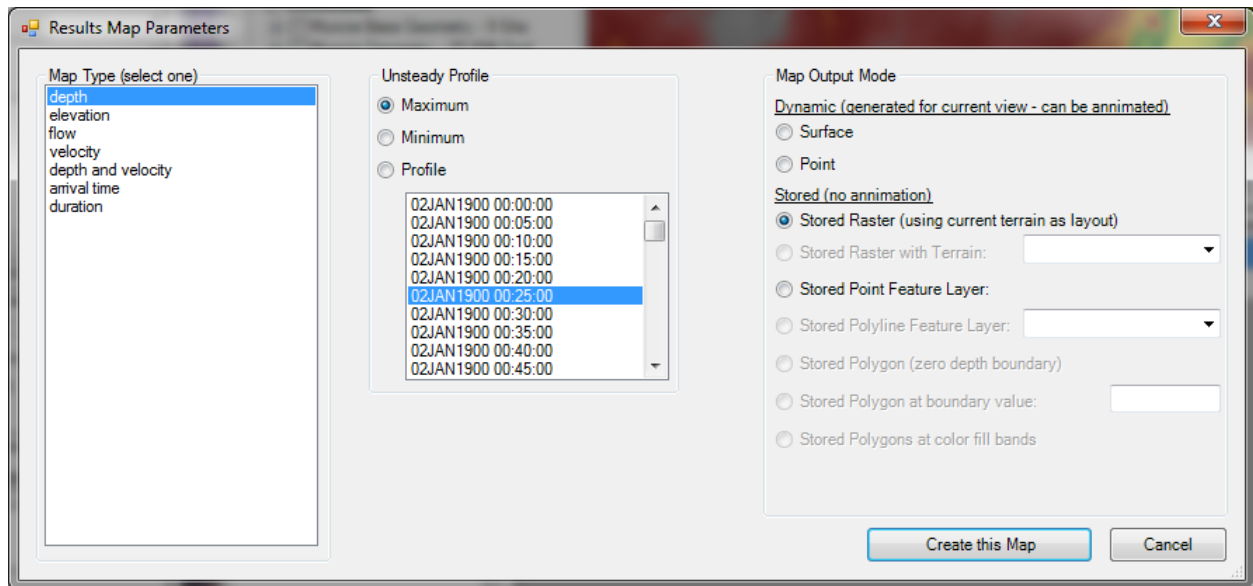 Results Map Parameters
Map Type (select one)
depth
elevation
flow
velocity
depth and velocity
arrival time
duration
Unsteady Profile
Maximum
Minimum
Profile
02JAN1900 00:00:00
02JAN1900 00:05:00
02JAN1900 00:10:00
02JAN1900 00:15:00
02JAN1900 00:20:00
02JAN1900 00:25:00
02JAN1900 00:30:00
02JAN1900 00:35:00
02JAN1900 00:40:00
02JAN1900 00:45:00
Map Output Mode
Dynamic (generated for current view - can be annimated)
Surface
Point
Stored (no annimation)
Stored Raster (using current terrain as layout)
Stored Raster with Terrain:
Stored Point Feature Layer:
Stored Polyline Feature Layer:
Stored Polygon (zero depth boundary)
Stored Polygon at boundary value:
Stored Polygons at color fill bands
Create this Map
Cancel